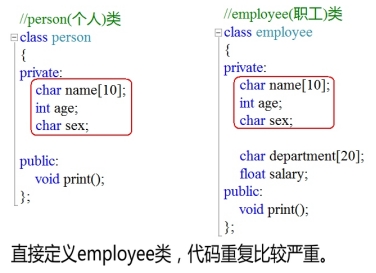 //person(个人)类
class person
{
private:
char name[10];
int age;
char sex;
public:
void print();
};
//employee(职工)类
class employee
{
private:
char name[10];
int age;
char sex;
char department[20];
float salary;
public:
void print();
};
直接定义employee类，代码重复比较严重。